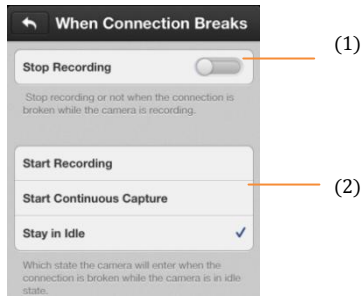 When Connection Breaks
(1)
Stop Recording
Stop recording or not when the connection is
broken while the camera is recording.
Start Recording
(2)
Start Continuous Capture
Stay in Idle
Which state the camera will enter when the
connection is broken while the camera is in idle
state.